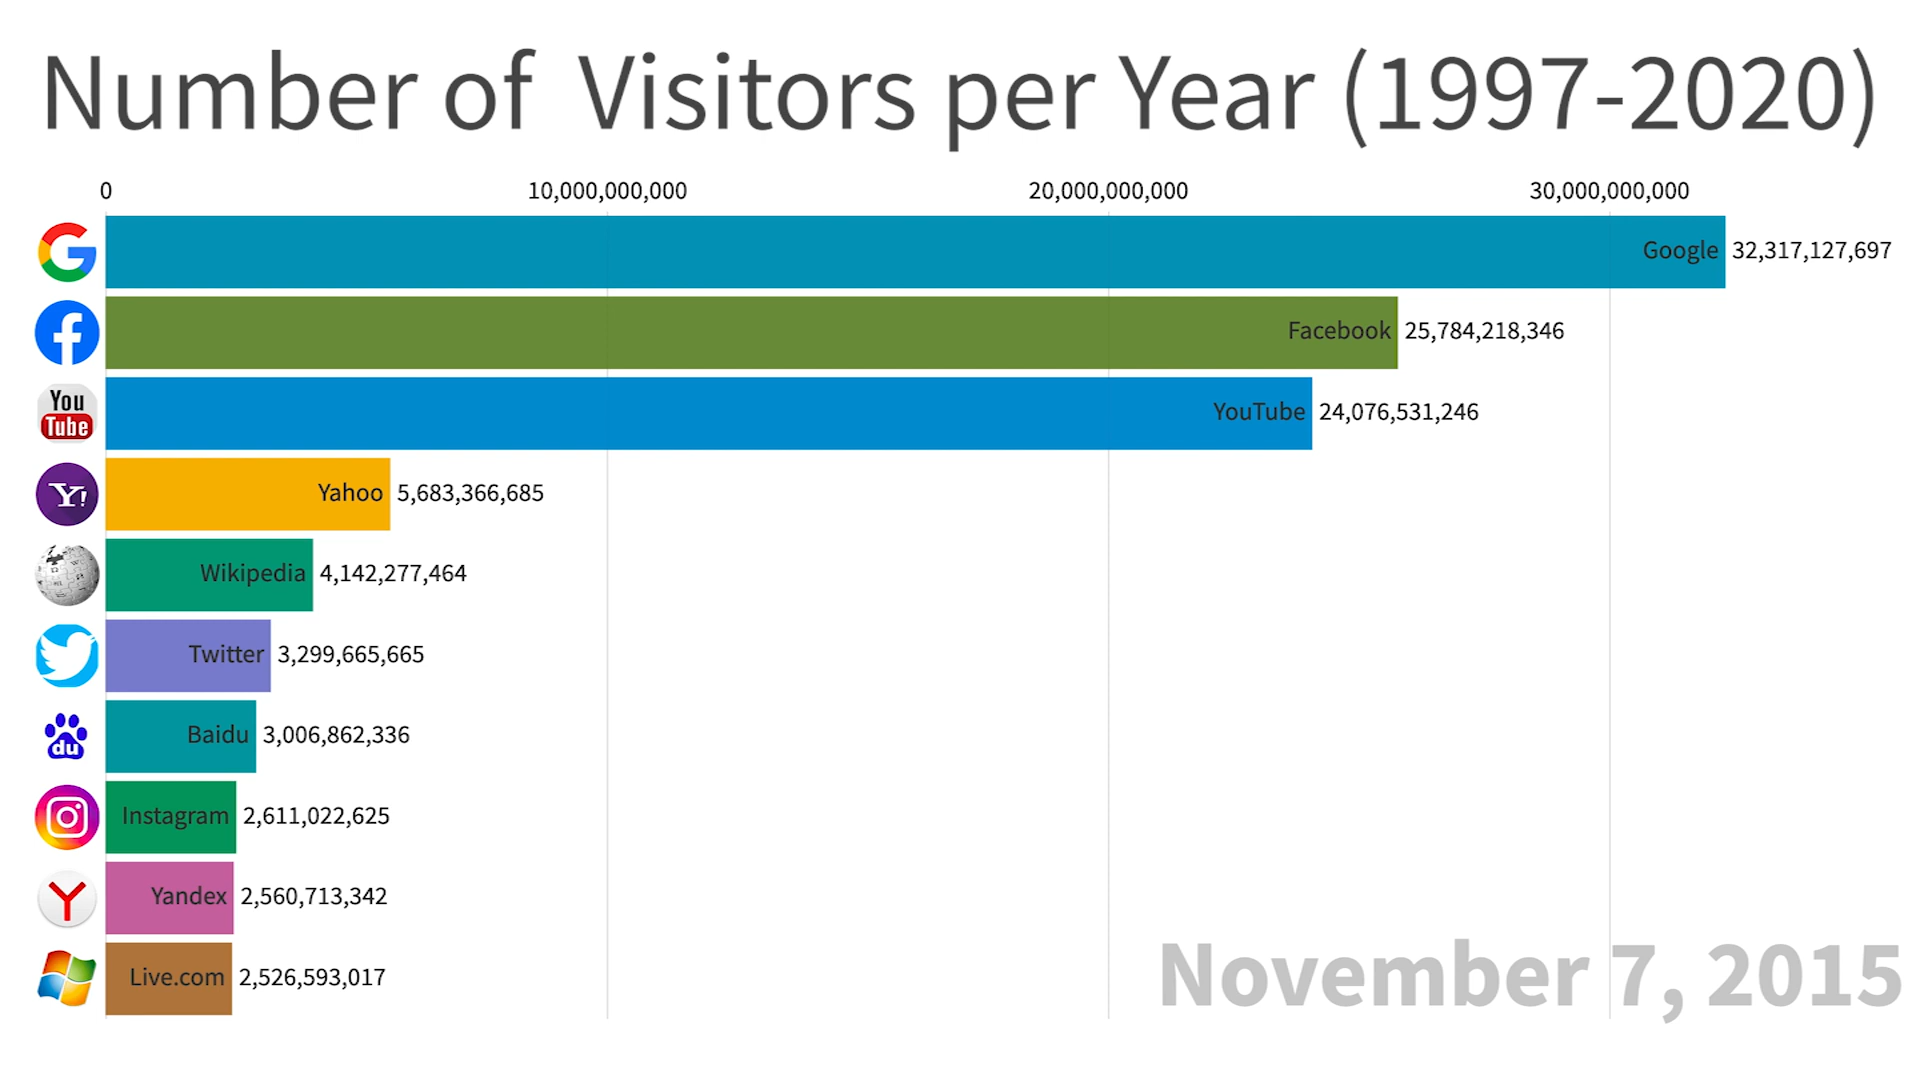 Number of Visitors per Year (1997-2020)
0 10,000,000,000 20,000,000,000 30,000,000,000
Google 32,317,127,697
Facebook 25,784,218,346
You
Tube
YouTube 24,076,531,246
Y! Yahoo 5,683,366,685
Wikipedia 4,142,277,464
Twitter 3,299,665,665
du Baidu 3,006,862,336
Instagram 2,611,022,625
Yandex 2,560,713,342
Live.com 2,526,593,017
November 7, 2015